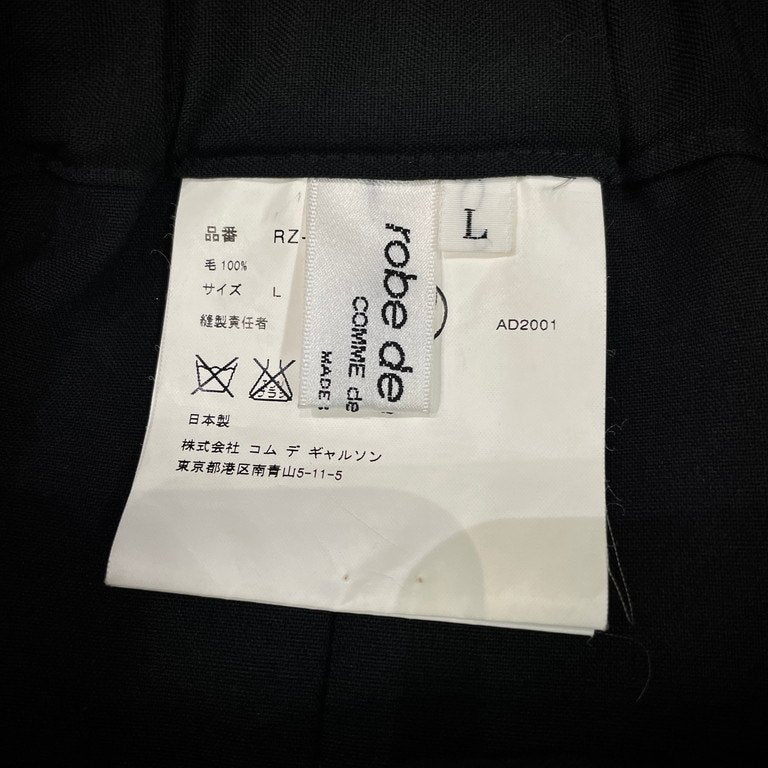 品番 RZ-
毛 100%
サイズ L
縫製責任者
AD2001
日本製
株式会社 コム デ ギャルソン
東京都港区南青山5-11-5
robe de
COMME de
MADE
L